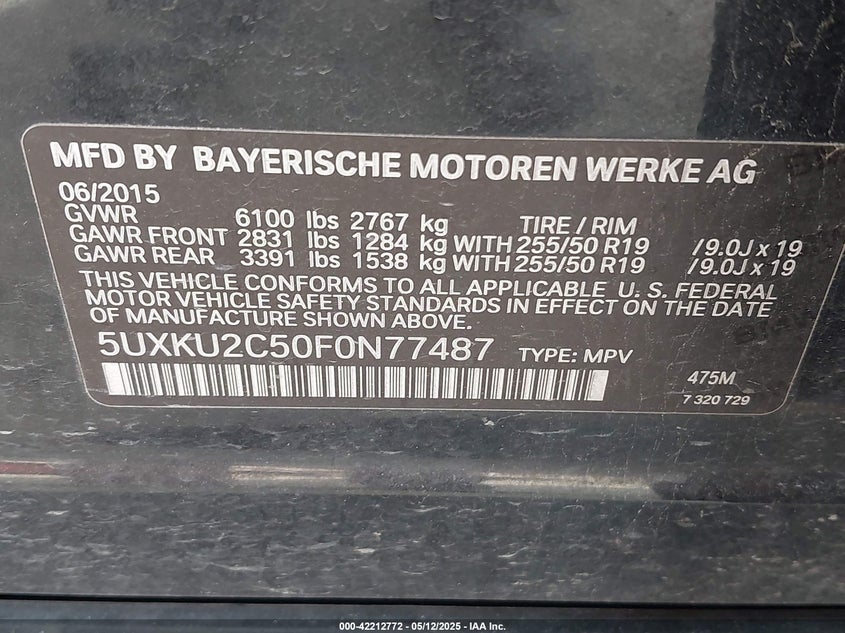 MFD BY BAYERISCHE MOTOREN WERKE AG
06/2015
GVWR 6100 lbs 2767 kg TIRE / RIM
GAWR FRONT 2831 lbs 1284 kg WITH 255/50 R19 /9.0J x 19
GAWR REAR 3391 lbs 1538 kg WITH 255/50 R19 /9.0J x 19
THIS VEHICLE CONFORMS TO ALL APPLICABLE U. S. FEDERAL
MOTOR VEHICLE SAFETY STANDARDS IN EFFECT ON THE DATE
OF MANUFACTURE SHOWN ABOVE.
5UXKU2C50F0N77487 TYPE: MPV
475M
7 320 729
000-42212772 - 05/12/2025 - IAA Inc.